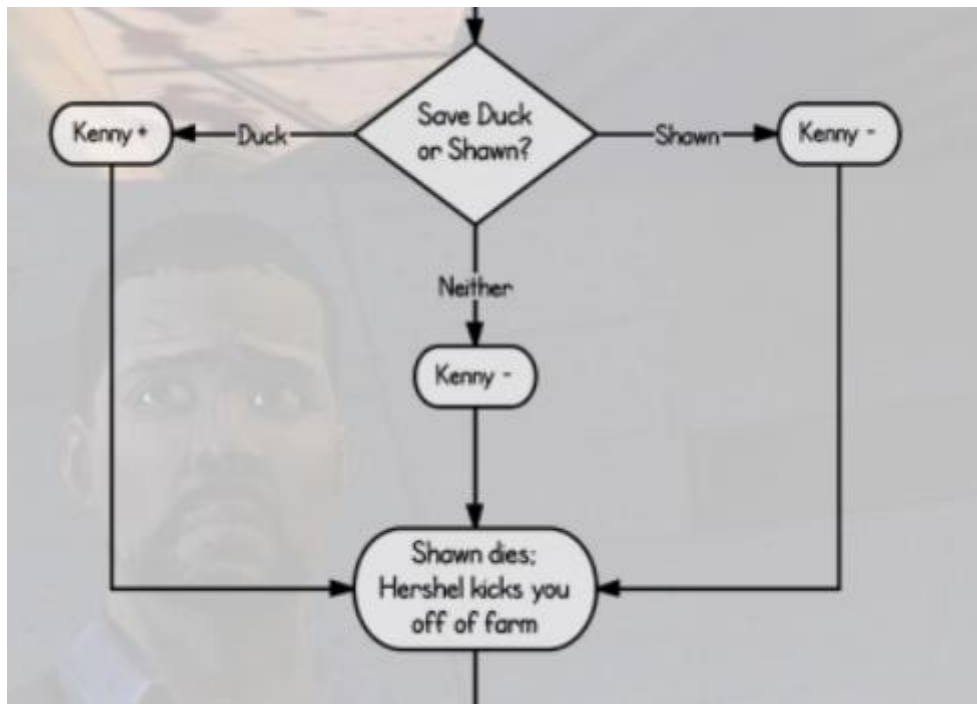 Save Duck
or Shawn?
Kenny +
Duck
Shawn
Kenny -
Neither
Kenny -
Shawn dies;
Hershel kicks you
off of farm